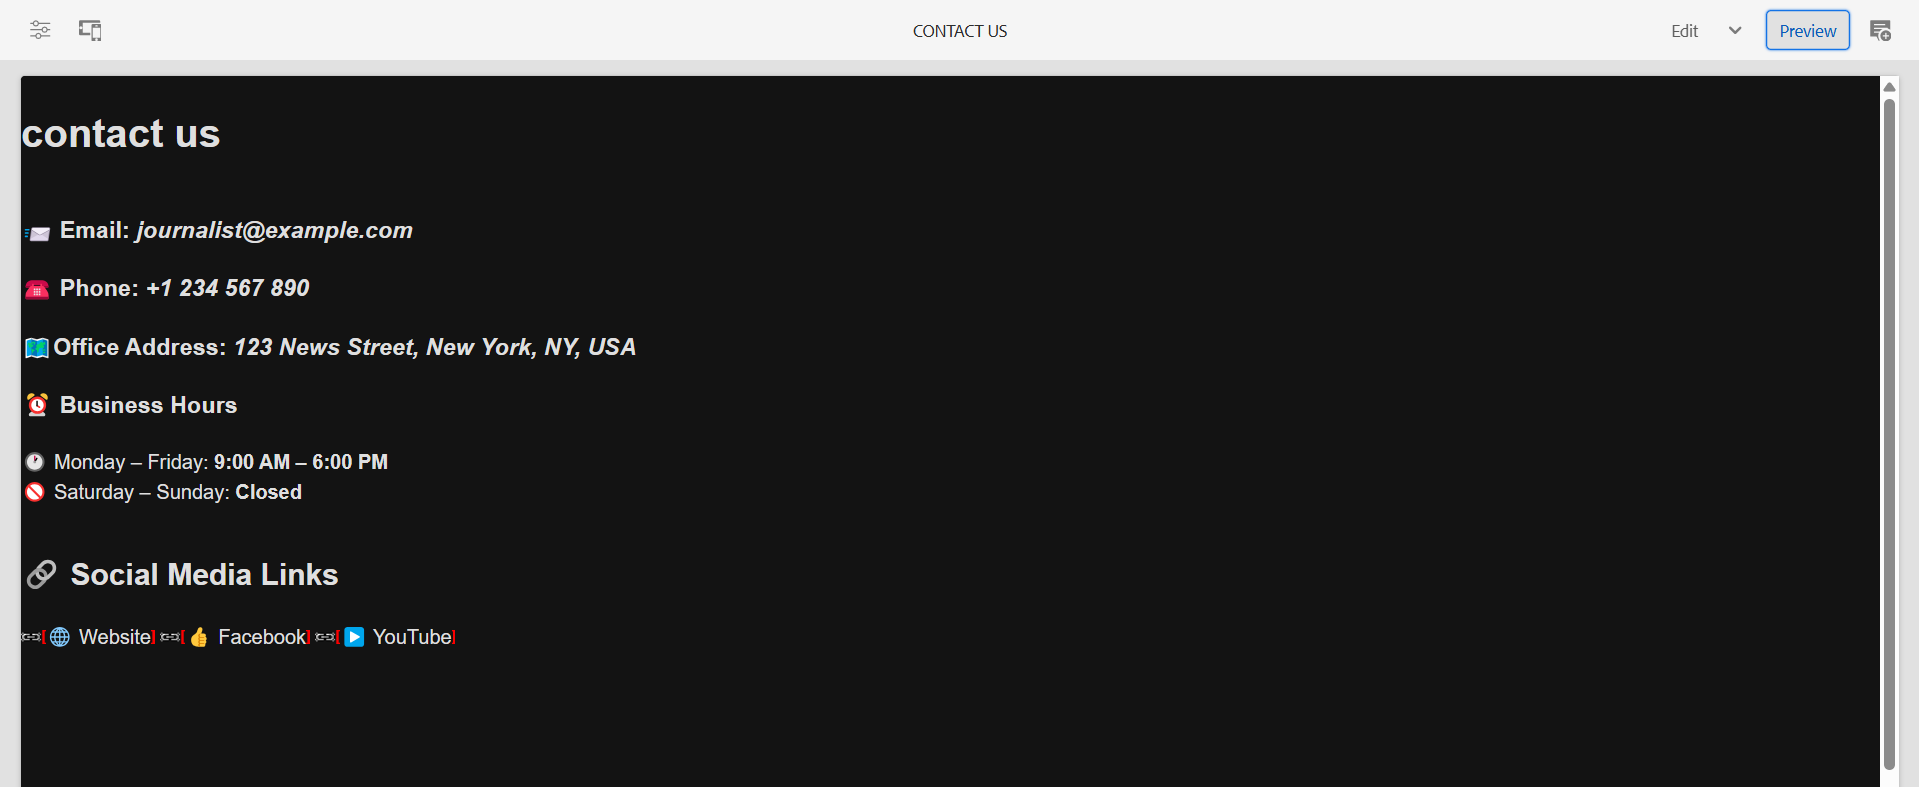 CONTACT US
Edit
Preview
contact us
📨 Email: journalist@example.com
☎️ Phone: +1 234 567 890
🗺️Office Address: 123 News Street, New York, NY, USA
⏰ Business Hours
🕐 Monday – Friday: 9:00 AM – 6:00 PM
🚫 Saturday – Sunday: Closed
🔗 Social Media Links
[🌐 Website] [👍 Facebook] [▶️ YouTube]